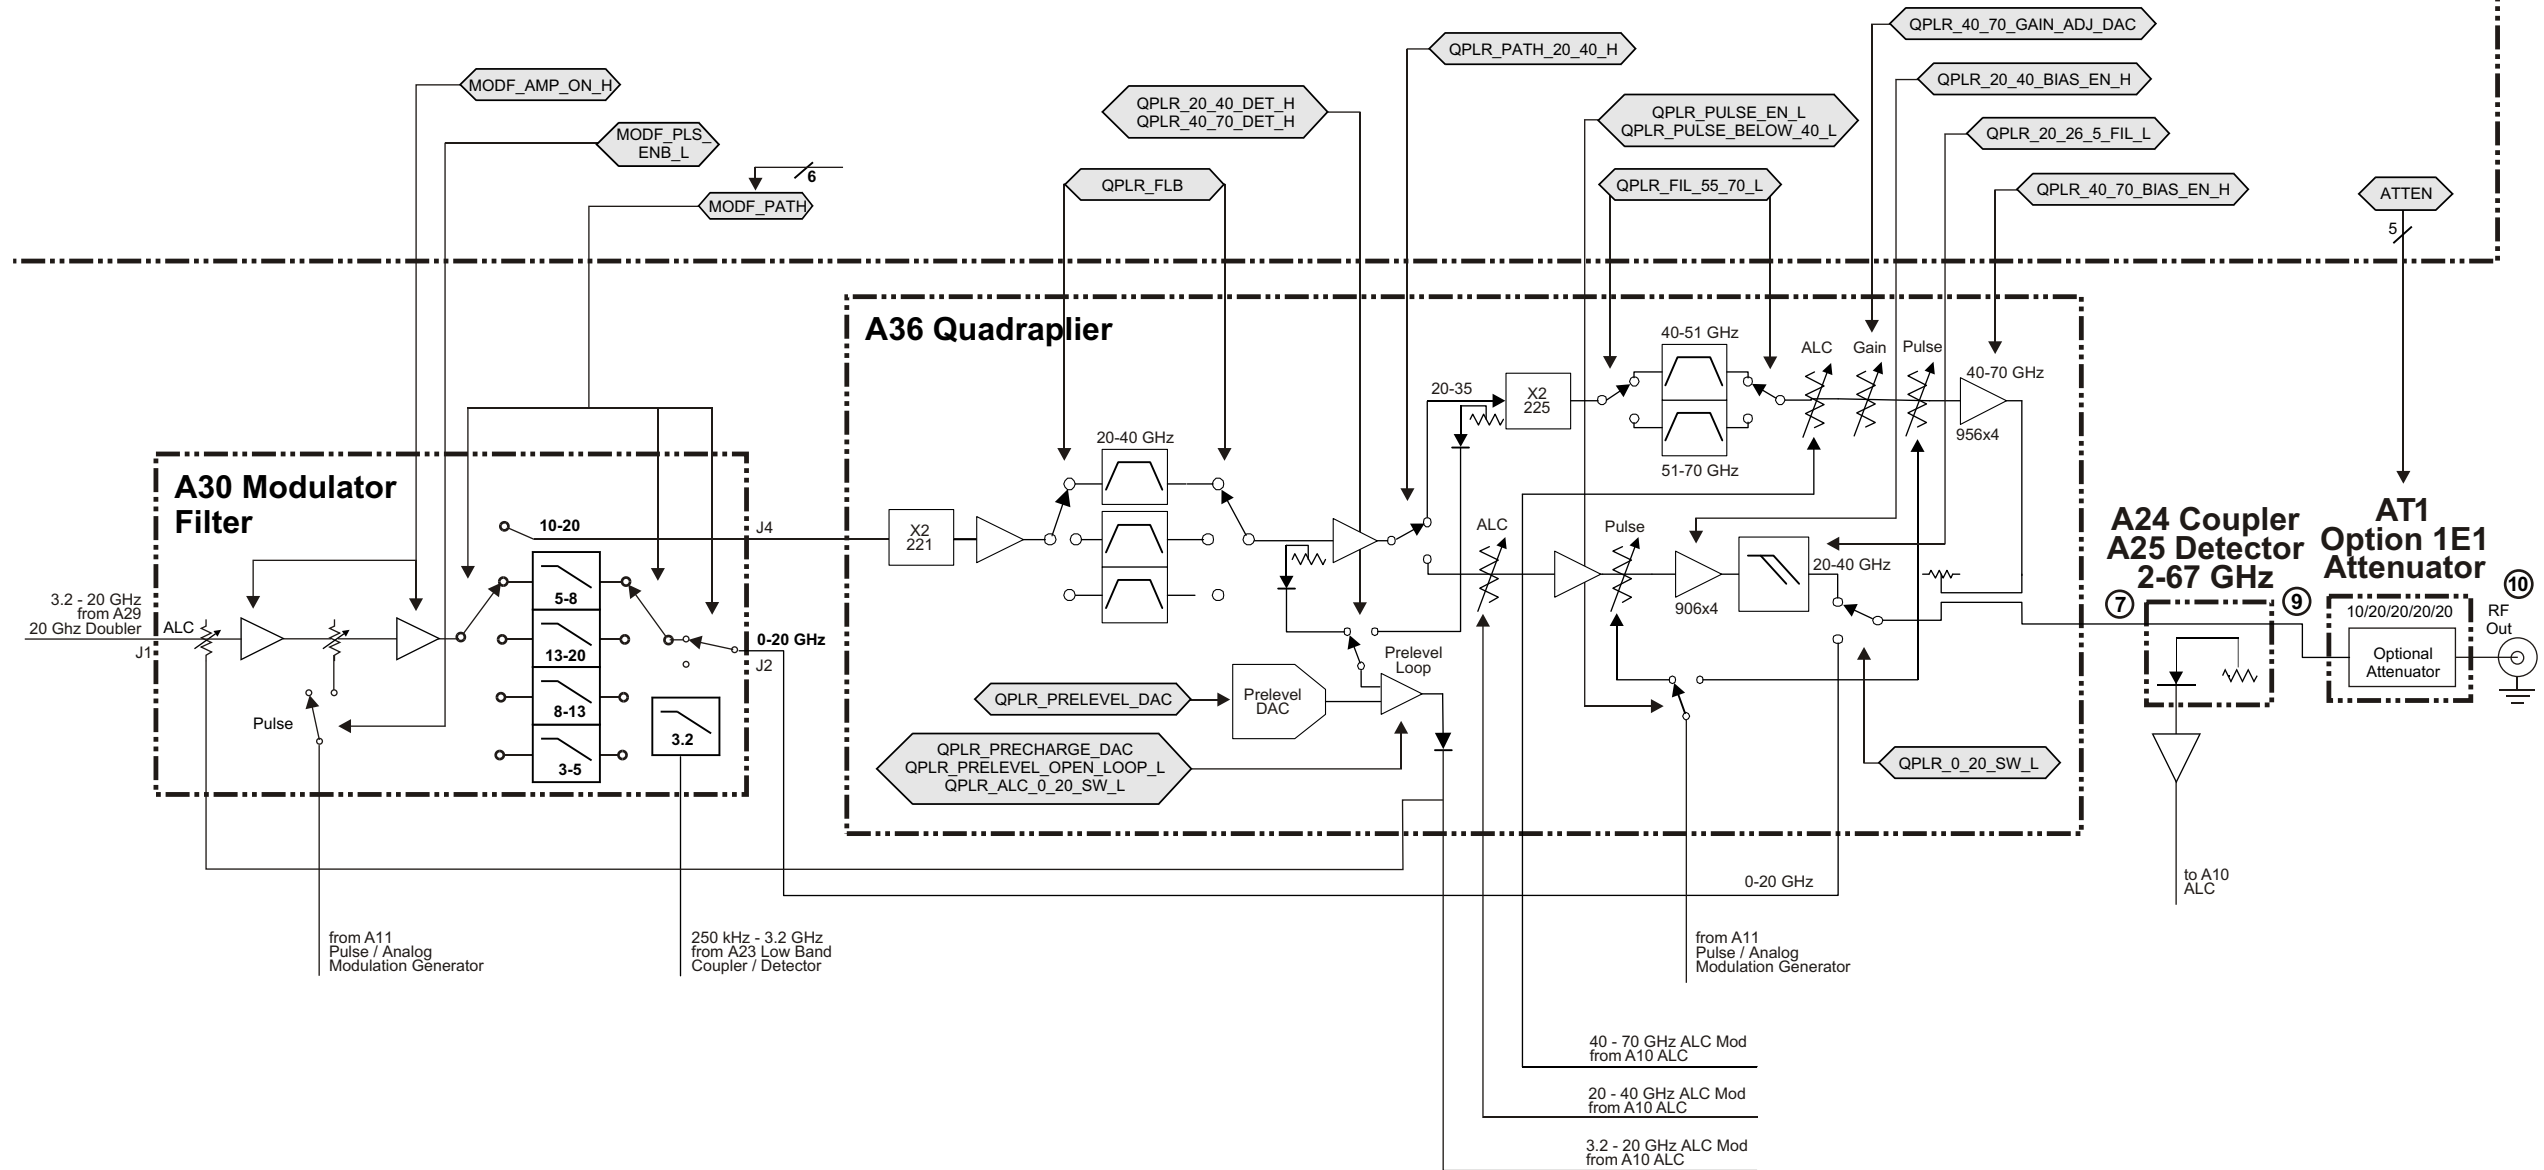 QPLR_40_70_GAIN_ADJ_DAC
QPLR_PATH_20_40_H
QPLR_20_40_BIAS_EN_H
MODF_AMP_ON_H
QPLR_20_40_DET_H
QPLR_40_70_DET_H
QPLR_PULSE_EN_L
QPLR_PULSE_BELOW_40_L
QPLR_20_26_5_FIL_L
MODF_PLS_
ENB_L
6
MODF_PATH
QPLR_FLB
QPLR_FIL_55_70_L
QPLR_40_70_BIAS_EN_H
ATTEN
5
A36 Quadraplier
40-51 GHz
ALC
Gain
Pulse
40-70 GHz
20-35
X2
225
956x4
51-70 GHz
20-40 GHz
A30 Modulator
Filter
10-20
J4
X2
221
ALC
Pulse
906x4
20-40 GHz
A24 Coupler
A25 Detector
2-67 GHz
AT1
Option 1E1
Attenuator
7
9
10
10/20/20/20/20
RF
Out
Optional
Attenuator
3.2 - 20 GHz
from A29
20 Ghz Doubler
J1
ALC
5-8
13-20
8-13
3-5
3.2
0-20 GHz
J2
Pulse
Prelevel
Loop
QPLR_PRELEVEL_DAC
Prelevel
DAC
QPLR_PRECHARGE_DAC
QPLR_PRELEVEL_OPEN_LOOP_L
QPLR_ALC_0_20_SW_L
QPLR_0_20_SW_L
0-20 GHz
to A10
ALC
from A11
Pulse / Analog
Modulation Generator
250 kHz - 3.2 GHz
from A23 Low Band
Coupler / Detector
from A11
Pulse / Analog
Modulation Generator
40 - 70 GHz ALC Mod
from A10 ALC
20 - 40 GHz ALC Mod
from A10 ALC
3.2 - 20 GHz ALC Mod
from A10 ALC